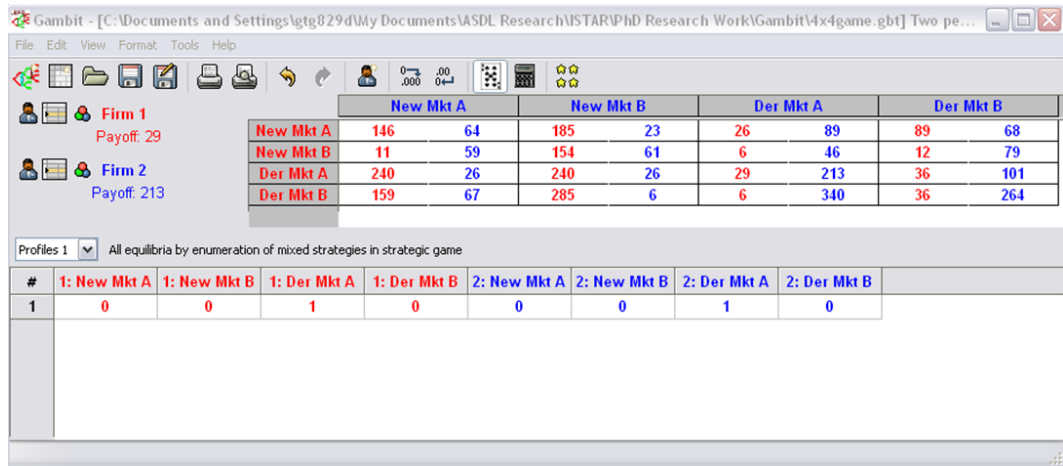 Gambit - [C:\Documents and Settings\gtg829d\My Documents\ASDL Research\ISTAR\PhD Research Work\Gambit\4x4game.gbt] Two pe...
File Edit View Format Tools Help
0 .000 .00 0
Firm 1
Payoff: 29
Firm 2
Payoff: 213
New Mkt A New Mkt B Der Mkt A Der Mkt B
New Mkt A 146 64 185 23 26 89 89 68
New Mkt B 11 59 154 61 6 46 12 79
Der Mkt A 240 26 240 26 29 213 36 101
Der Mkt B 159 67 285 6 6 340 36 264
Profiles 1 All equilibria by enumeration of mixed strategies in strategic game
# 1: New Mkt A 1: New Mkt B 1: Der Mkt A 1: Der Mkt B 2: New Mkt A 2: New Mkt B 2: Der Mkt A 2: Der Mkt B
1 0 0 1 0 0 0 1 0